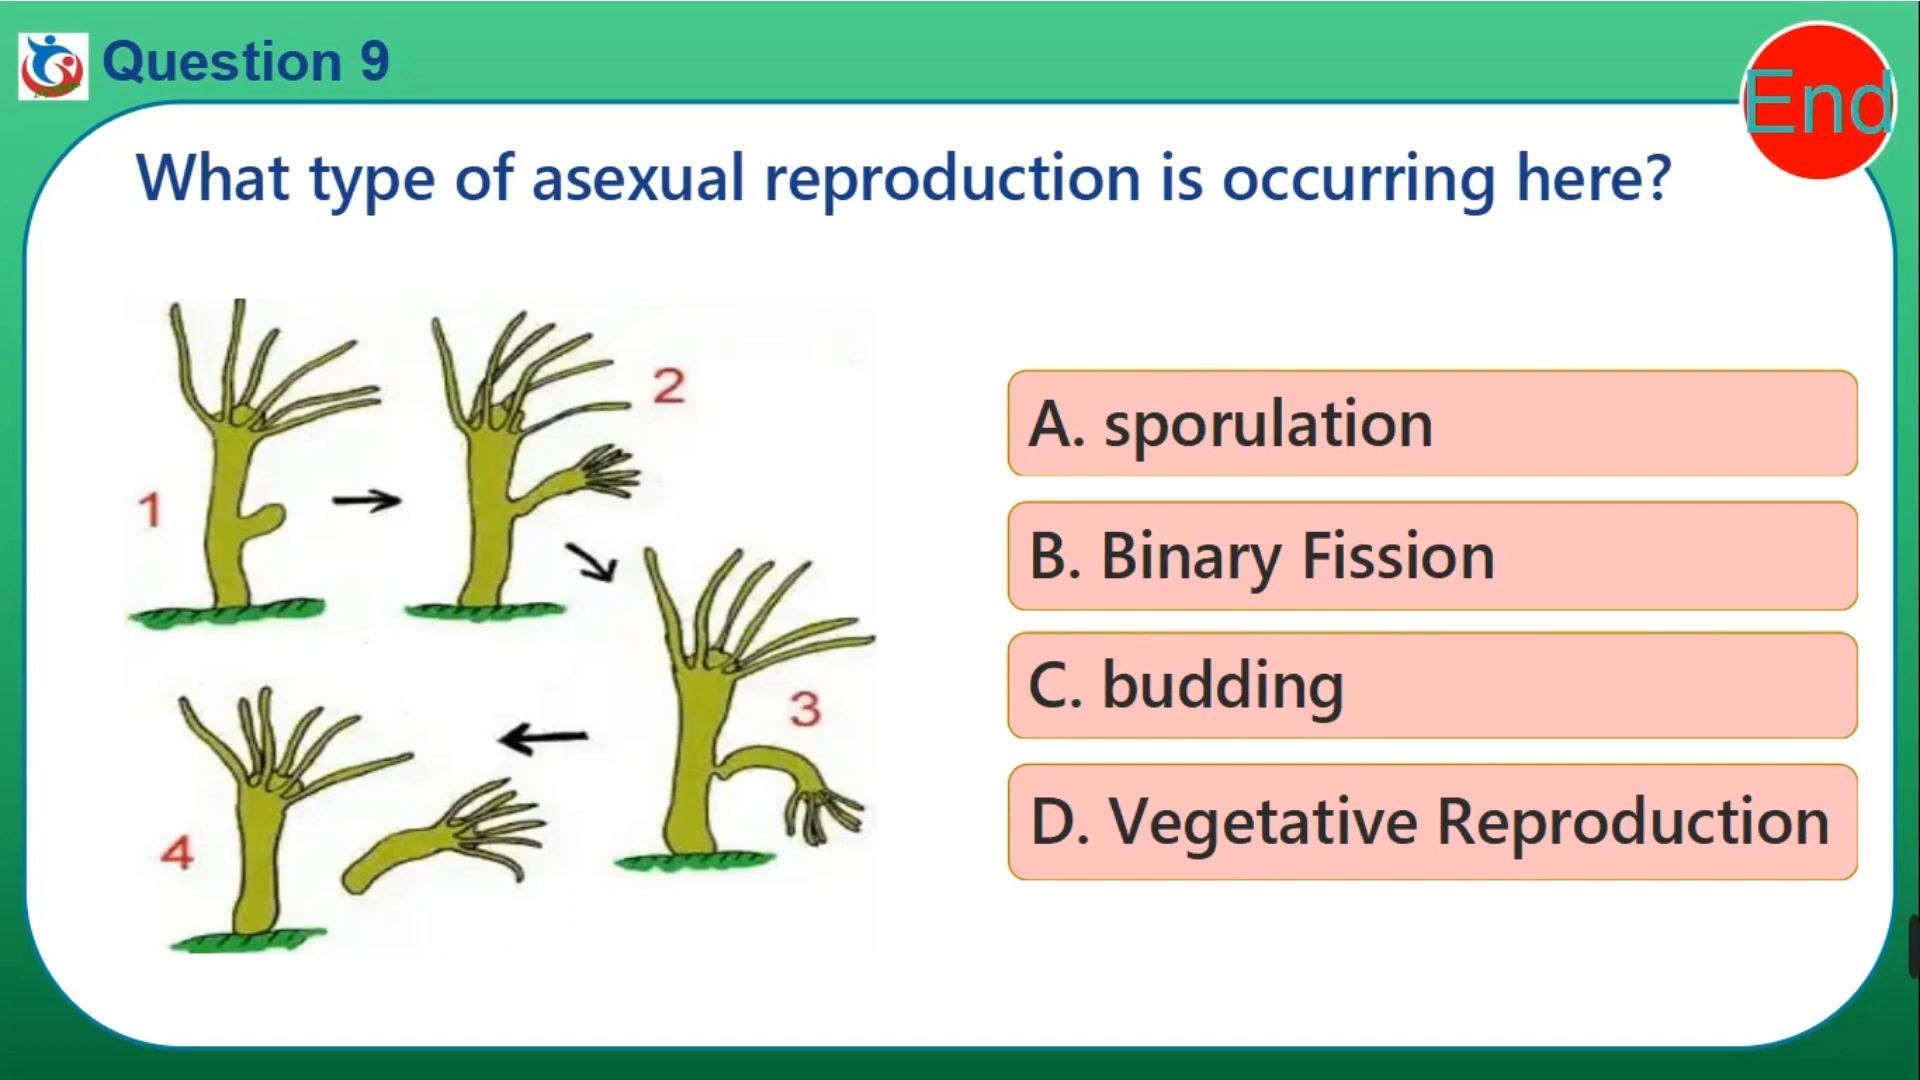 Question 9
End
What type of asexual reproduction is occurring here?
1
2
3
4
A. sporulation
B. Binary Fission
C. budding
D. Vegetative Reproduction